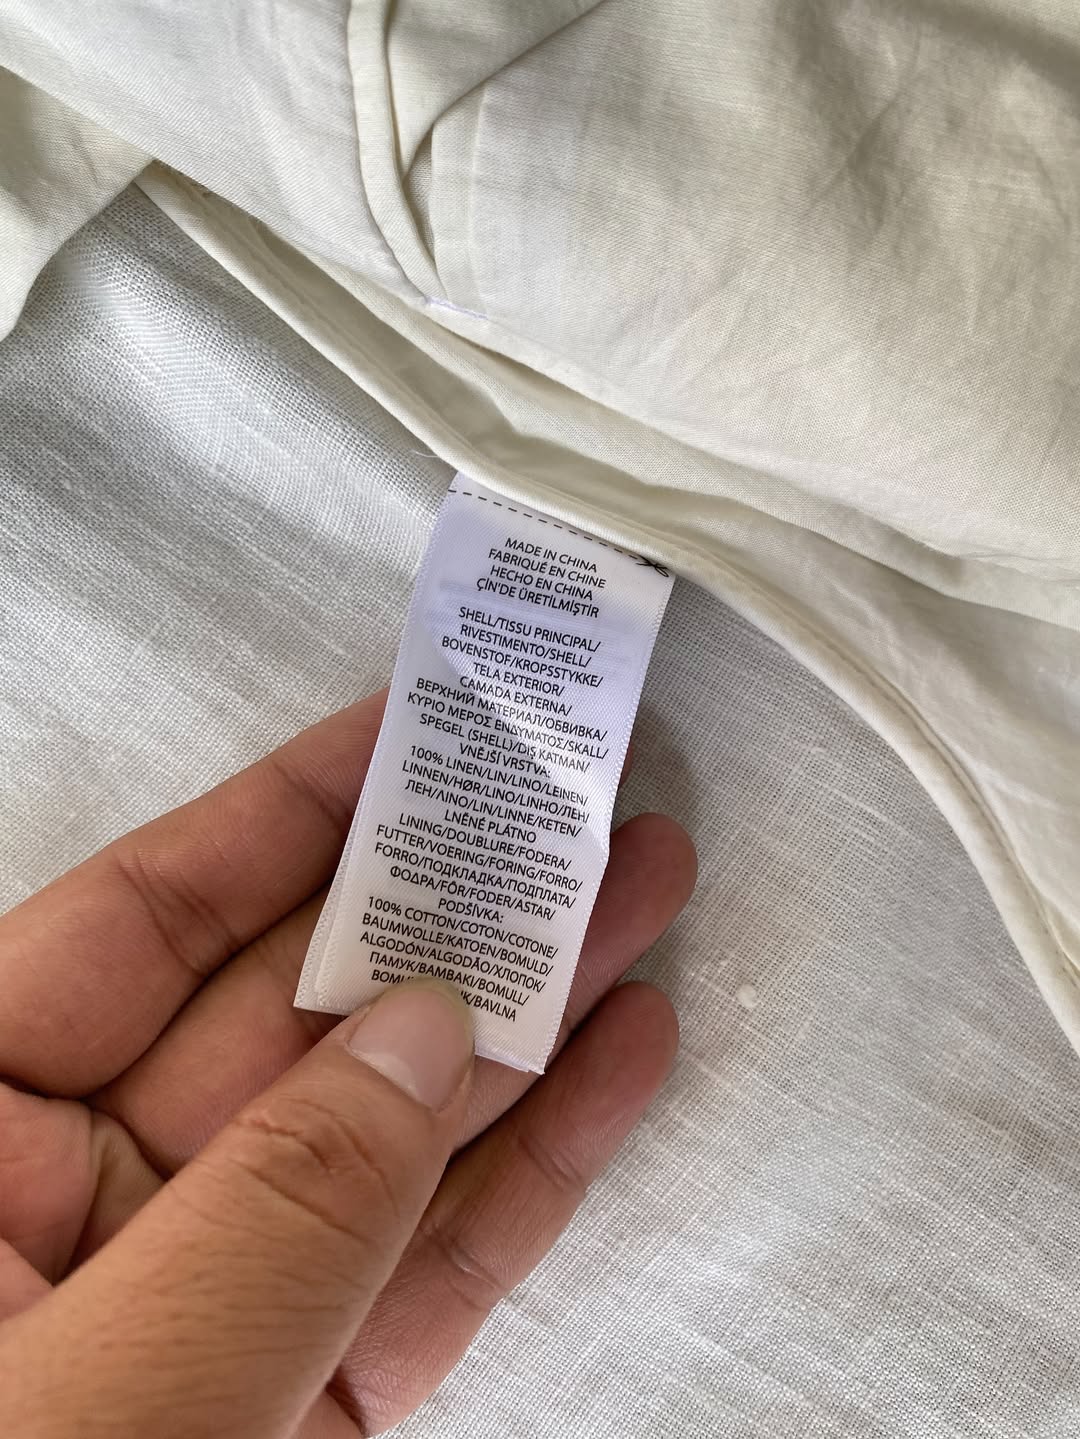 MADE IN CHINA
FABRIQUÉ EN CHINE
HECHO EN CHINA
ÇİN'DE ÜRETİLMİŞTİR
SHELL/TISSU PRINCIPAL/
RIVESTIMENTO/SHELL/
BOVENSTOF/KROPSSTYKKE/
TELA EXTERIOR/
CAMADA EXTERNA/
ВЕРХНИЙ МАТЕРИАЛ/ОБВИВКА/
ΚΥΡΙΟ ΜΕΡΟΣ ΕΝΔΥΜΑΤΟΣ/SKALL/
SPEGEL (SHELL)/DIŞ KATMAN/
VNĚJŠÍ VRSTVA:
100% LINEN/LIN/LINO/LEINEN/
LINNEN/HØR/LINO/LINHO/ЛЕН/
ЛЕН/ΛΙΝΟ/LIN/LINNE/KETEN/
LNĚNÉ PLÁTNO
LINING/DOUBLURE/FODERA/
FUTTER/VOERING/FORING/FORRO/
FORRO/ПОДКЛАДКА/ПОДПЛАТА/
ΦΟΔΡΑ/FÔR/FODER/ASTAR/
PODŠÍVKA:
100% COTTON/COTON/COTONE/
BAUMWOLLE/KATOEN/BOMULD/
ALGODÓN/ALGODÃO/ХЛОПОК/
ПАМУК/ΒΑΜΒΑΚΙ/BOMULL/
BAVLNA